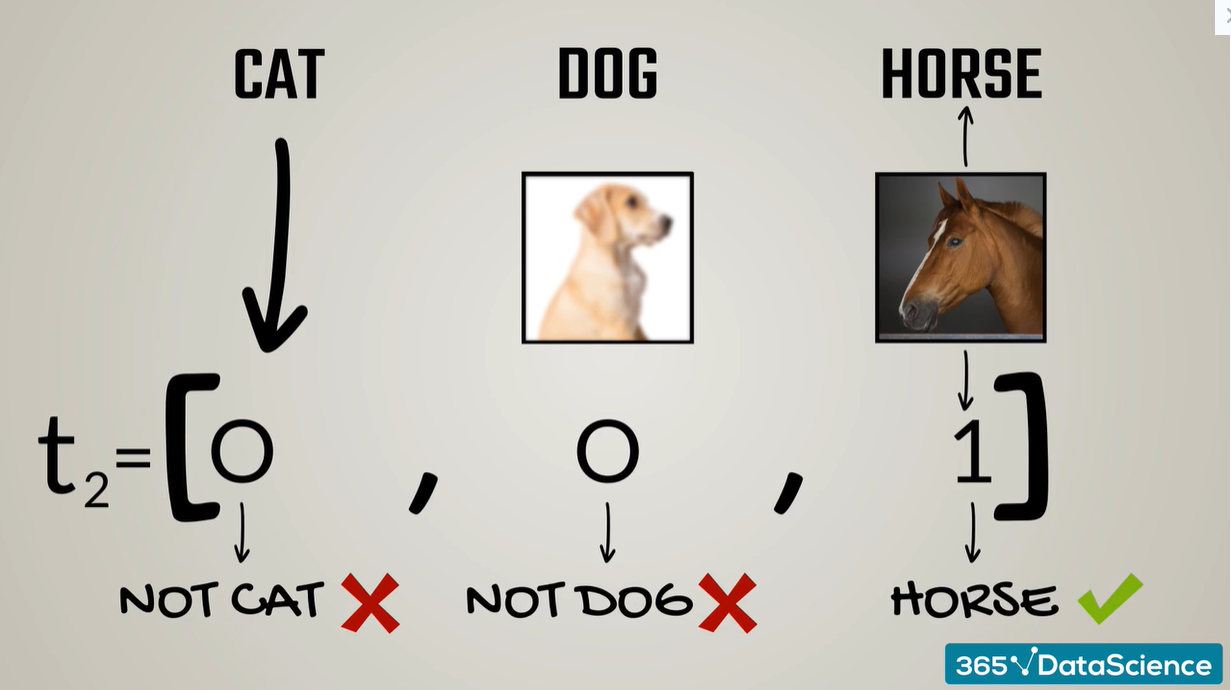 CAT DOG HORSE
t2=[0 , 0 , 1]
NOT CAT NOT DOG HORSE
365 DataScience